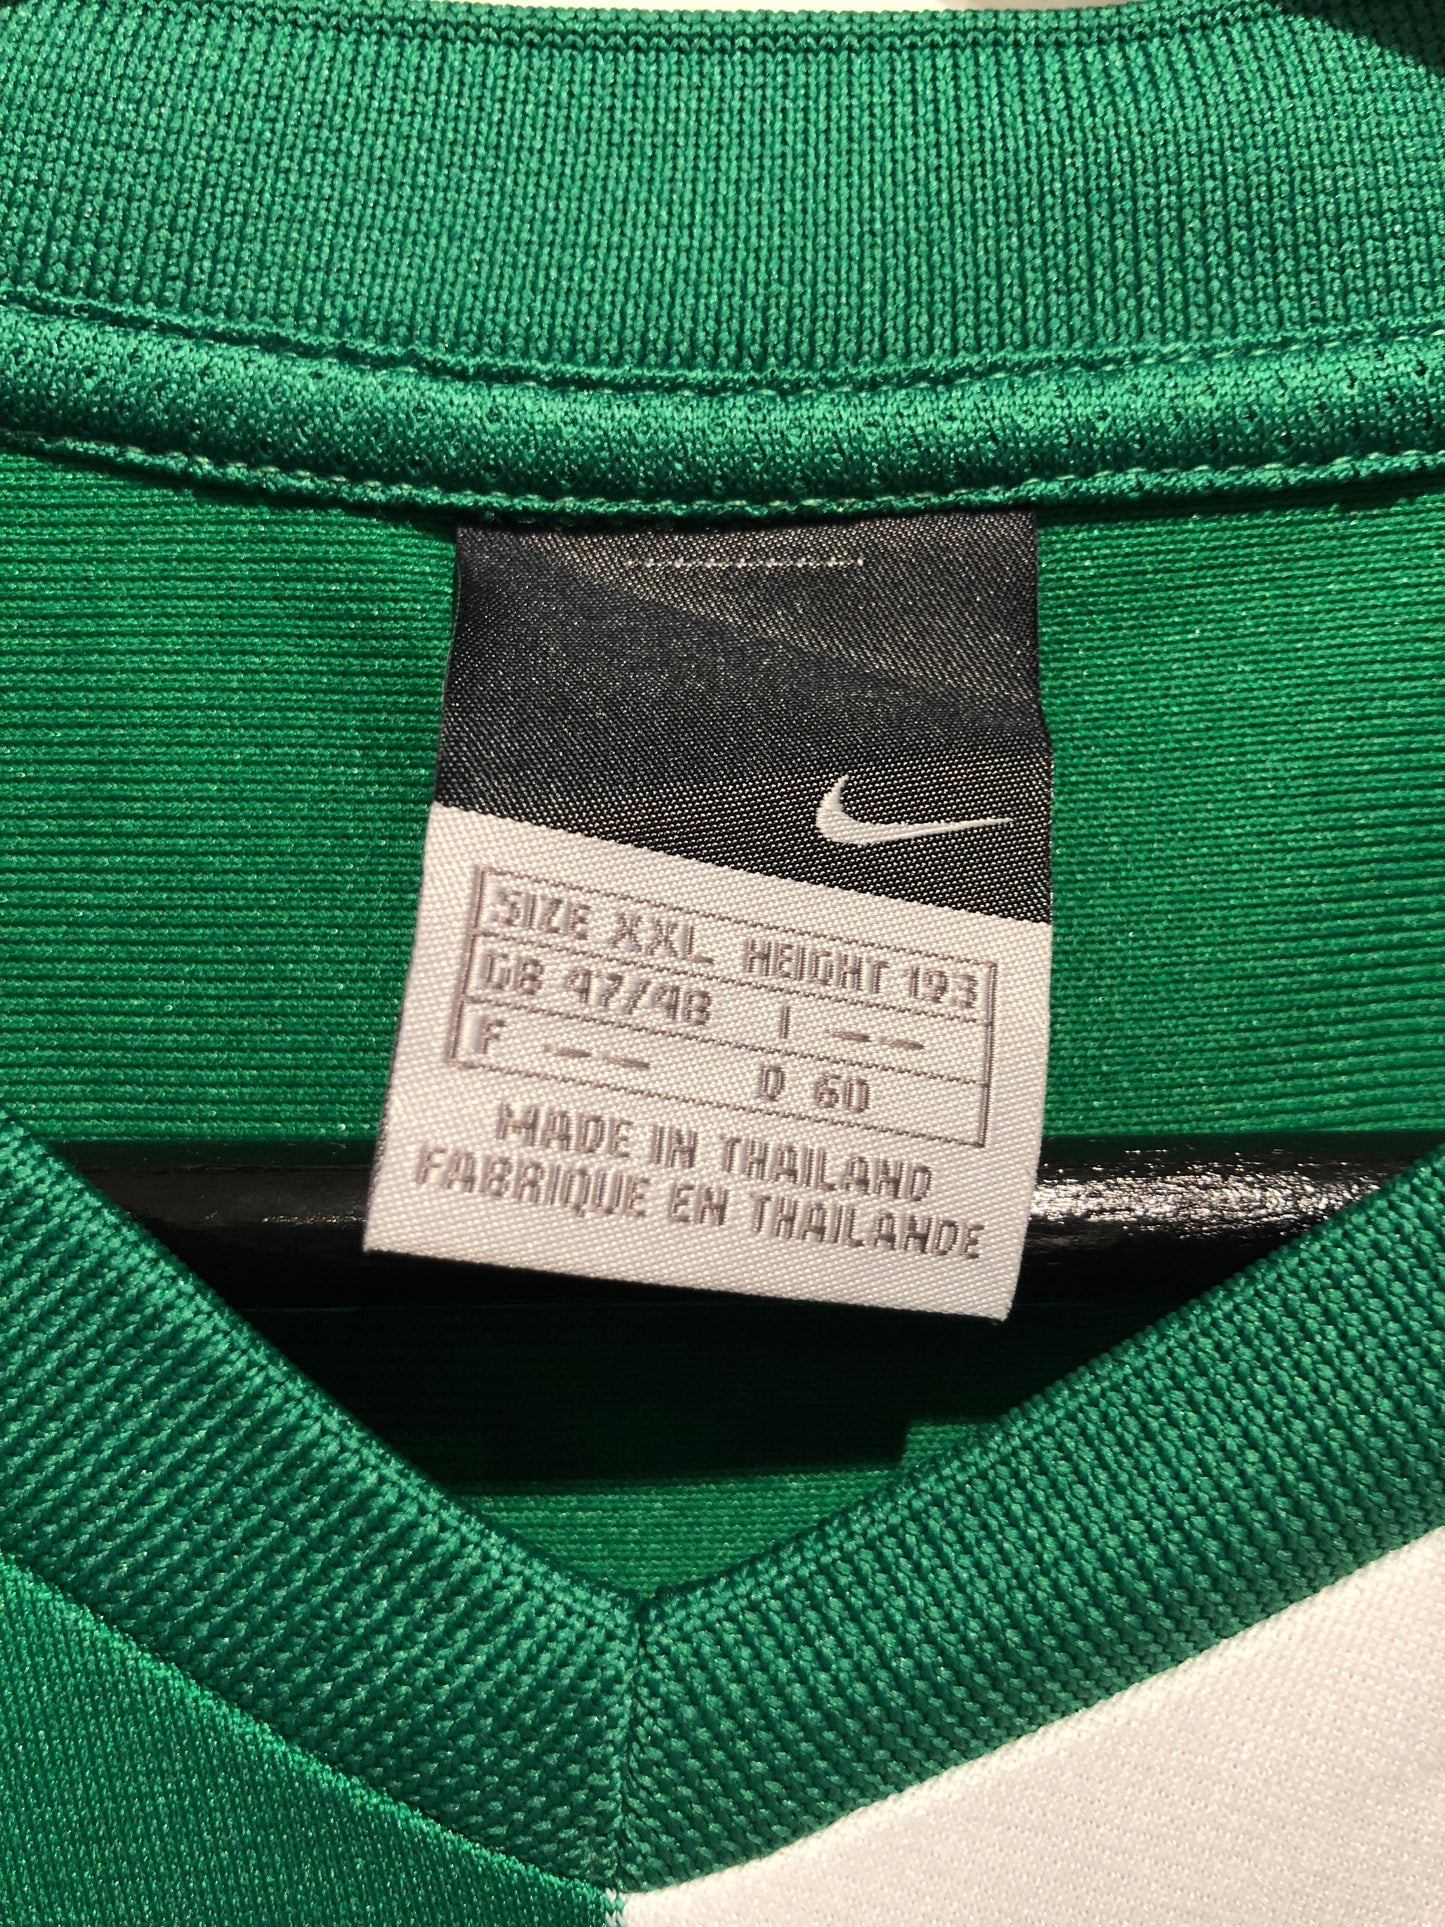 SIZE XXL HEIGHT 193
GB 47/48 I --
F -- D 60
MADE IN THAILAND
FABRIQUE EN THAILANDE